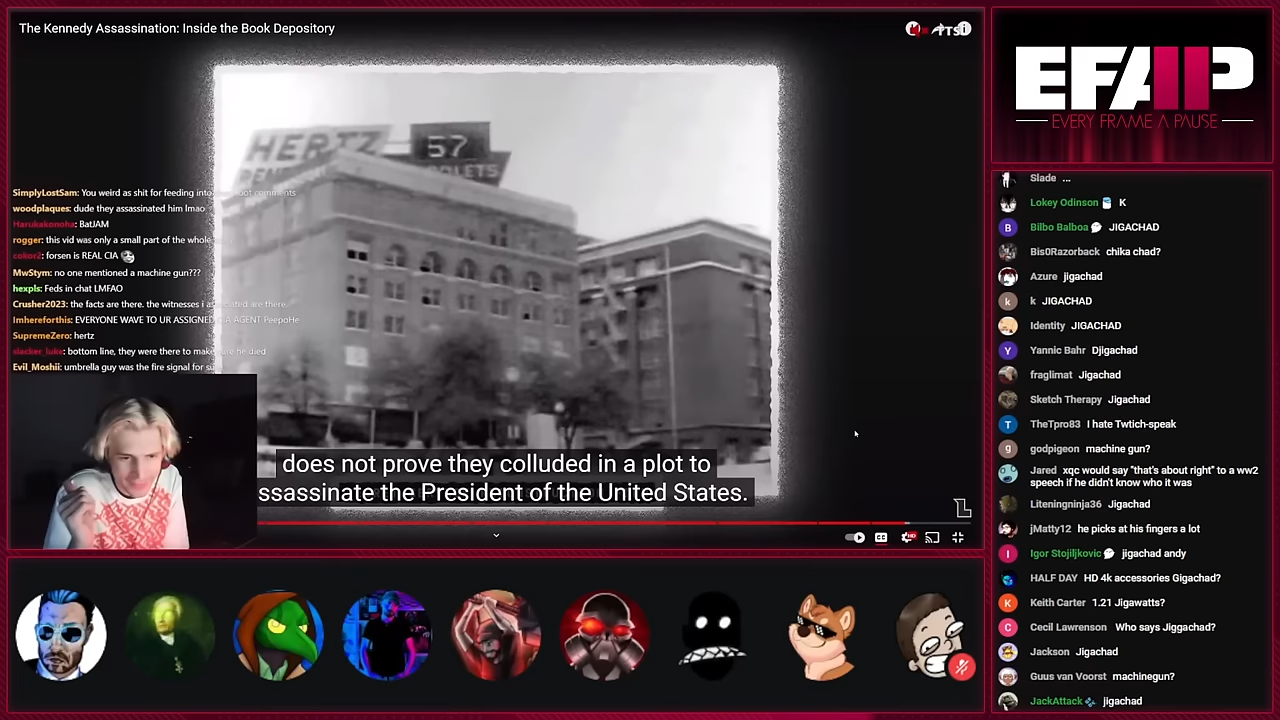 The Kennedy Assassination: Inside the Book Depository
HERTZ
57
SimplyLostSam: You weird as shit for feeding into comments
woodplaques: dude they assassinated him lmao
Harukakonoha: BatJAM
rogger: this vid was only a small part of the whole
cokor2: forsen is REAL CIA
MwStym: no one mentioned a machine gun???
hexpls: Feds in chat LMFAO
Crusher2023: the facts are there. the witnesses are there.
Imhereforthis: EVERYONE WAVE TO UR ASSIGNED AGENT PeepoHe
SupremeZero: hertz
slacker_luke: bottom line, they were there to make sure he died
Evil_Moshii: umbrella guy was the fire signal for
does not prove they colluded in a plot to
ssassinate the President of the United States.
CC
HD
EFAP
EVERY FRAME A PAUSE
Slade ...
Lokey Odinson K
B Bilbo Balboa JIGACHAD
Bis0Razorback chika chad?
Azure jigachad
k k JIGACHAD
Identity JIGACHAD
Y Yannic Bahr Djigachad
fraglimat Jigachad
Sketch Therapy Jigachad
T TheTpro83 I hate Twtich-speak
g godpigeon machine gun?
Jared xqc would say "that's about right" to a ww2
speech if he didn't know who it was
Liteningninja36 Jigachad
jMatty12 he picks at his fingers a lot
I Igor Stojiljkovic jigachad andy
HALF DAY HD 4k accessories Gigachad?
K Keith Carter 1.21 Jigawatts?
C Cecil Lawrenson Who says Jiggachad?
Jackson Jigachad
Guus van Voorst machinegun?
JackAttack jigachad